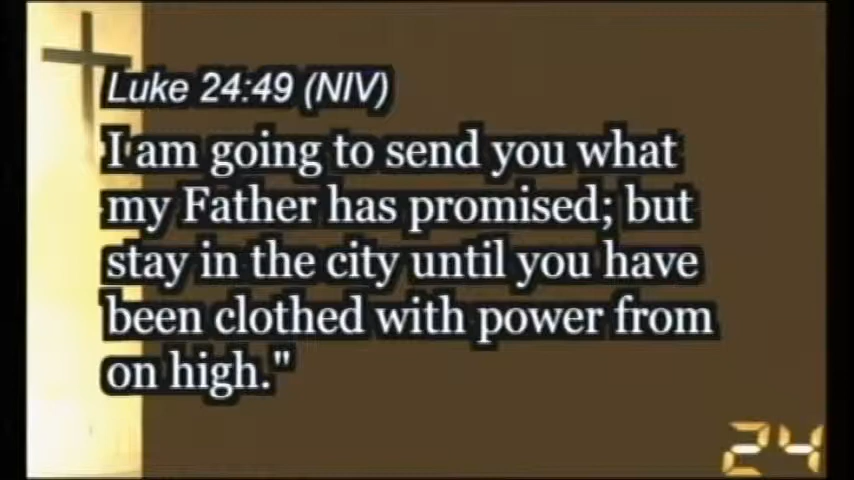 Luke 24:49 (NIV)
I am going to send you what
my Father has promised; but
stay in the city until you have
been clothed with power from
on high."
24